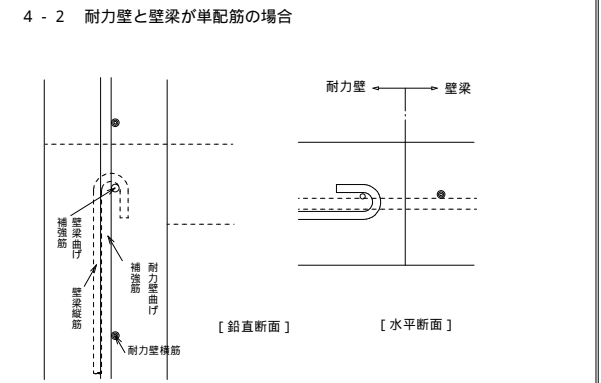 4-2 耐力壁と壁梁が単配筋の場合
耐力壁
壁梁
壁梁曲げ
補強筋
耐力壁曲げ
補強筋
壁梁縦筋
耐力壁横筋
[鉛直断面]
[水平断面]